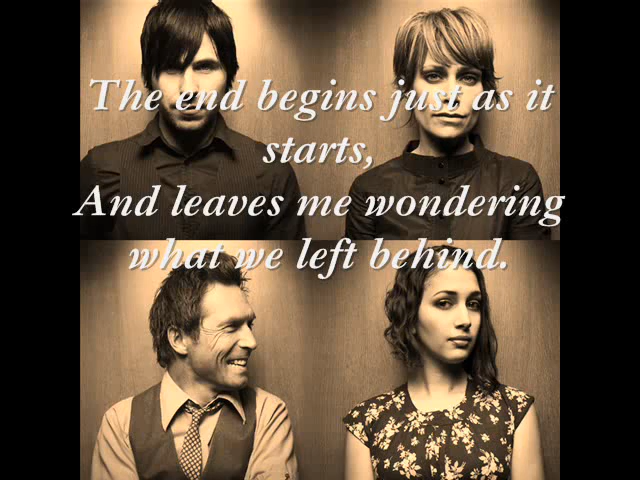 The end begins just as it
starts,
And leaves me wondering
what we left behind.